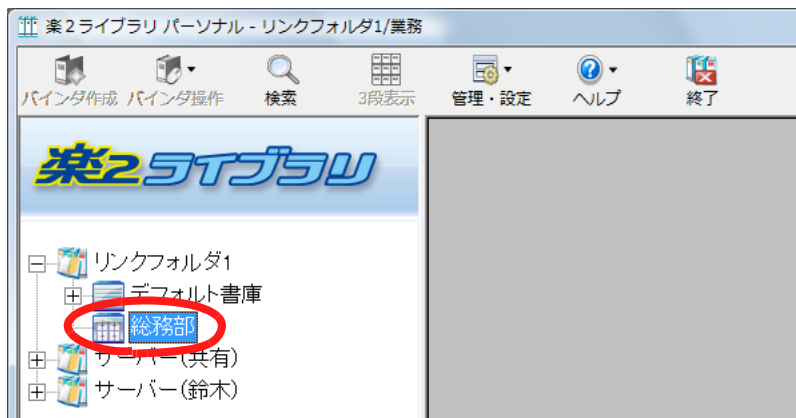 楽2ライブラリ パーソナル - リンクフォルダ1/業務
バインダ作成 バインダ操作 検索 3段表示 管理・設定 ヘルプ 終了
楽2ライブラリ
リンクフォルダ1
デフォルト書庫
総務部
サーバー(共有)
サーバー(鈴木)